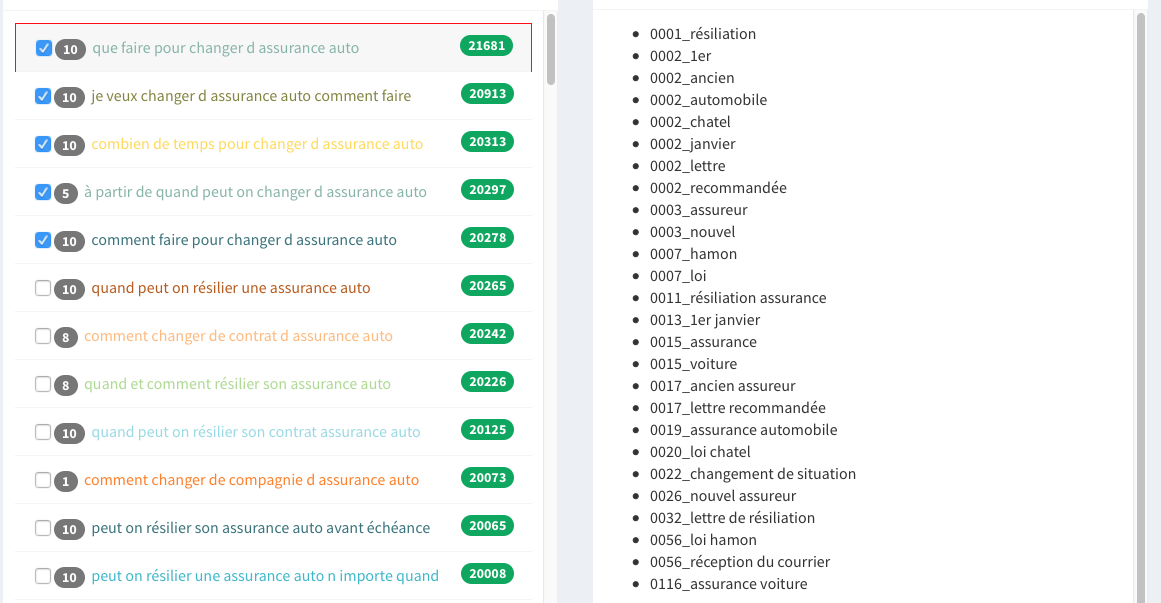 10 que faire pour changer d assurance auto 21681
10 je veux changer d assurance auto comment faire 20913
10 combien de temps pour changer d assurance auto 20313
5 à partir de quand peut on changer d assurance auto 20297
10 comment faire pour changer d assurance auto 20278
10 quand peut on résilier une assurance auto 20265
8 comment changer de contrat d assurance auto 20242
8 quand et comment résilier son assurance auto 20226
10 quand peut on résilier son contrat assurance auto 20125
1 comment changer de compagnie d assurance auto 20073
10 peut on résilier son assurance auto avant échéance 20065
10 peut on résilier une assurance auto n importe quand 20008
0001_résiliation
0002_1er
0002_ancien
0002_automobile
0002_chatel
0002_janvier
0002_lettre
0002_recommandée
0003_assureur
0003_nouvel
0007_hamon
0007_loi
0011_résiliation assurance
0013_1er janvier
0015_assurance
0015_voiture
0017_ancien assureur
0017_lettre recommandée
0019_assurance automobile
0020_loi chatel
0022_changement de situation
0026_nouvel assureur
0032_lettre de résiliation
0056_loi hamon
0056_réception du courrier
0116_assurance voiture